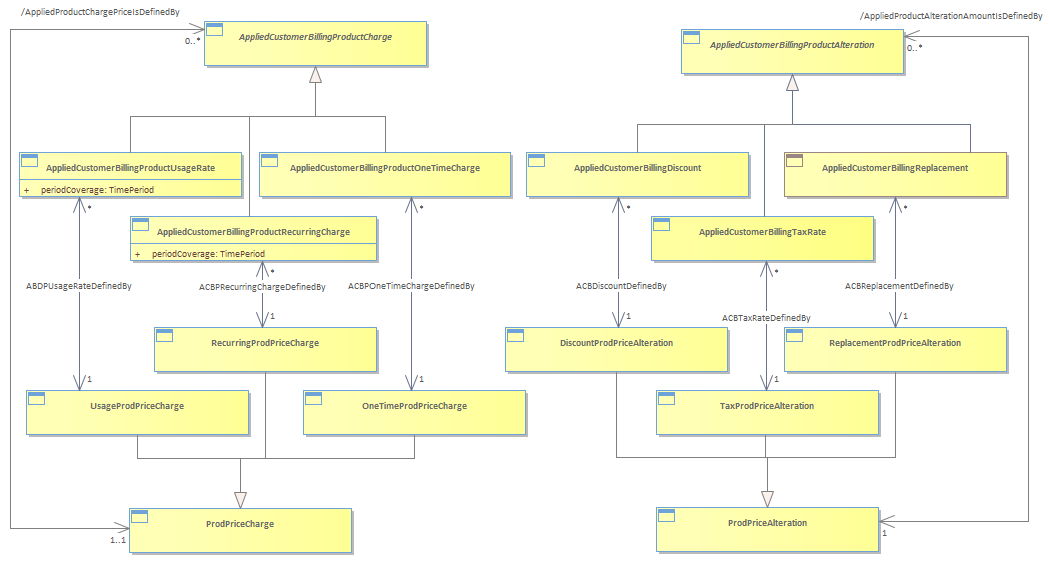 /AppliedProductChargePriceIsDefinedBy
/AppliedProductAlterationAmountIsDefinedBy
AppliedCustomerBillingProductCharge
0..*
AppliedCustomerBillingProductAlteration
0..*
AppliedCustomerBillingProductUsageRate
+ periodCoverage: TimePeriod
AppliedCustomerBillingProductOneTimeCharge
AppliedCustomerBillingDiscount
AppliedCustomerBillingReplacement
*
*
*
*
AppliedCustomerBillingProductRecurringCharge
+ periodCoverage: TimePeriod
AppliedCustomerBillingTaxRate
*
*
ABDPUsageRateDefinedBy
ACBPRecurringChargeDefinedBy
ACBPOneTimeChargeDefinedBy
ACBDiscountDefinedBy
ACBReplacementDefinedBy
1
1
1
ACBTaxRateDefinedBy
RecurringProdPriceCharge
DiscountProdPriceAlteration
ReplacementProdPriceAlteration
1
1
1
UsageProdPriceCharge
OneTimeProdPriceCharge
TaxProdPriceAlteration
ProdPriceCharge
1..1
ProdPriceAlteration
1